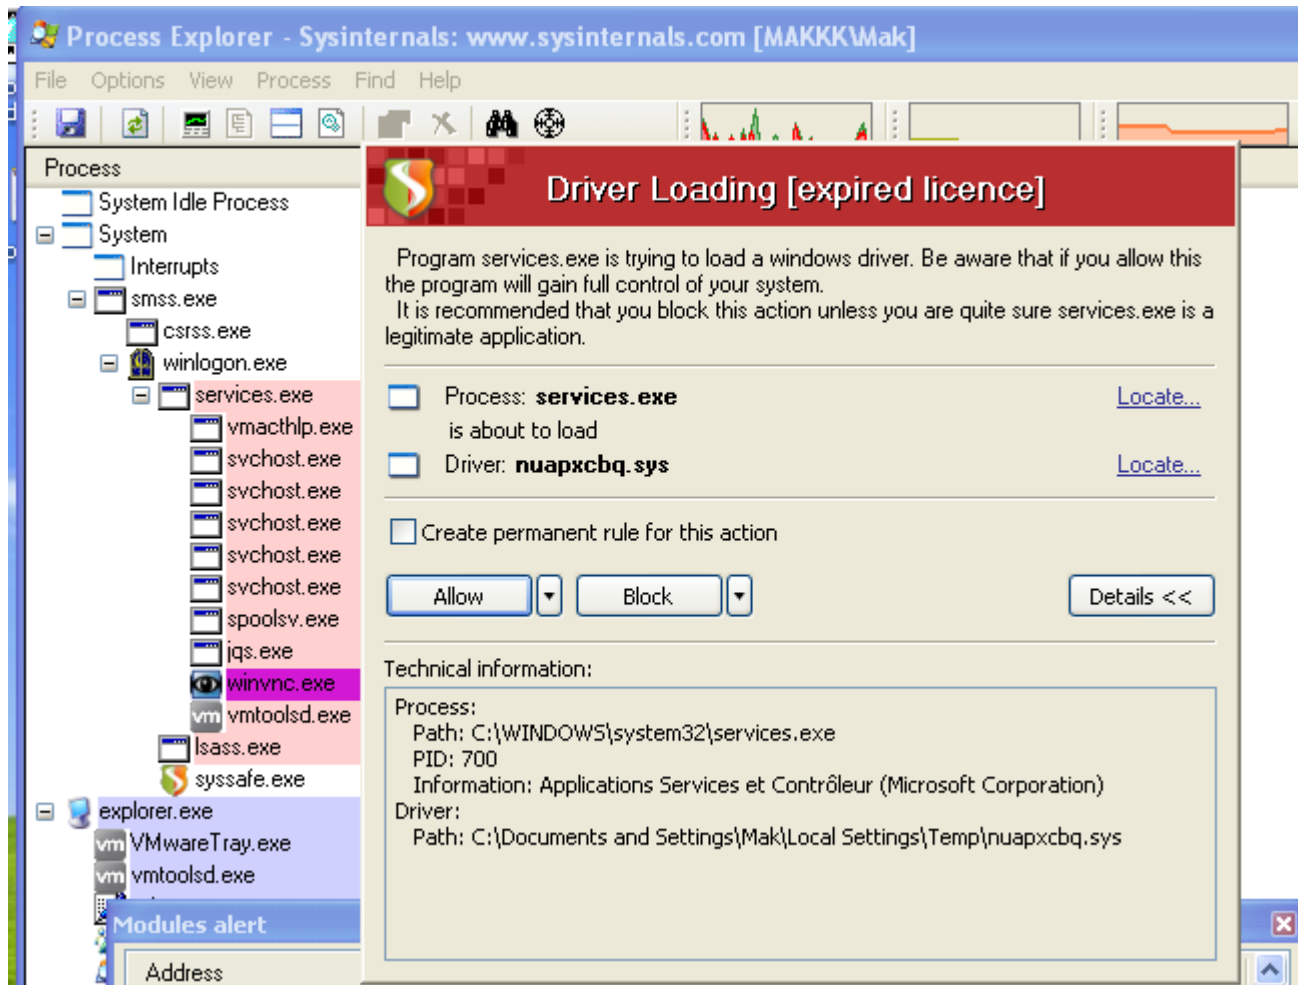 Process Explorer - Sysinternals: www.sysinternals.com [MAKKK\Mak]
File Options View Process Find Help
Process
System Idle Process
System
Interrupts
smss.exe
csrss.exe
winlogon.exe
services.exe
vmacthlp.exe
svchost.exe
svchost.exe
svchost.exe
svchost.exe
svchost.exe
spoolsv.exe
jqs.exe
winvnc.exe
vmtoolsd.exe
lsass.exe
syssafe.exe
explorer.exe
VMwareTray.exe
vmtoolsd.exe
Driver Loading [expired licence]
Program services.exe is trying to load a windows driver. Be aware that if you allow this
the program will gain full control of your system.
It is recommended that you block this action unless you are quite sure services.exe is a
legitimate application.
Process: services.exe
Locate...
is about to load
Driver: nuapxcbq.sys
Locate...
Create permanent rule for this action
Allow
Block
Details <<
Technical information:
Process:
Path: C:\WINDOWS\system32\services.exe
PID: 700
Information: Applications Services et Contrôleur (Microsoft Corporation)
Driver:
Path: C:\Documents and Settings\Mak\Local Settings\Temp\nuapxcbq.sys
Modules alert
Address